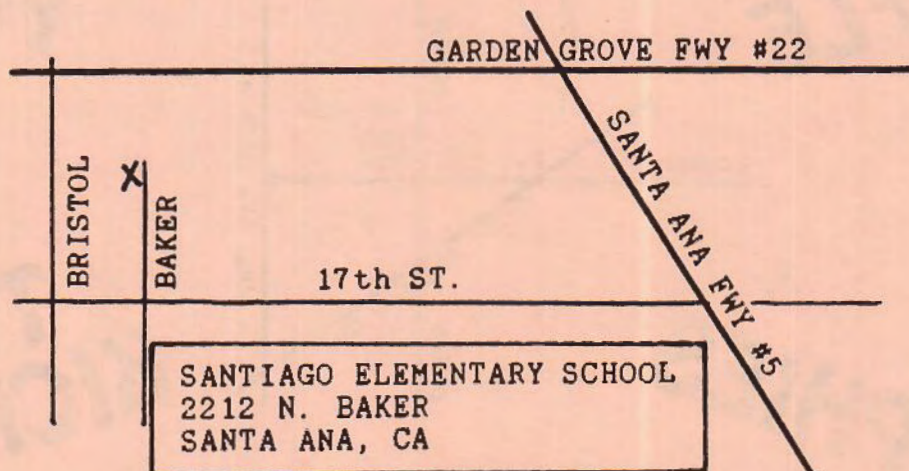 GARDEN GROVE FWY #22
SANTA ANA FWY #5
BRISTOL
X
BAKER
17th ST.
SANTIAGO ELEMENTARY SCHOOL
2212 N. BAKER
SANTA ANA, CA